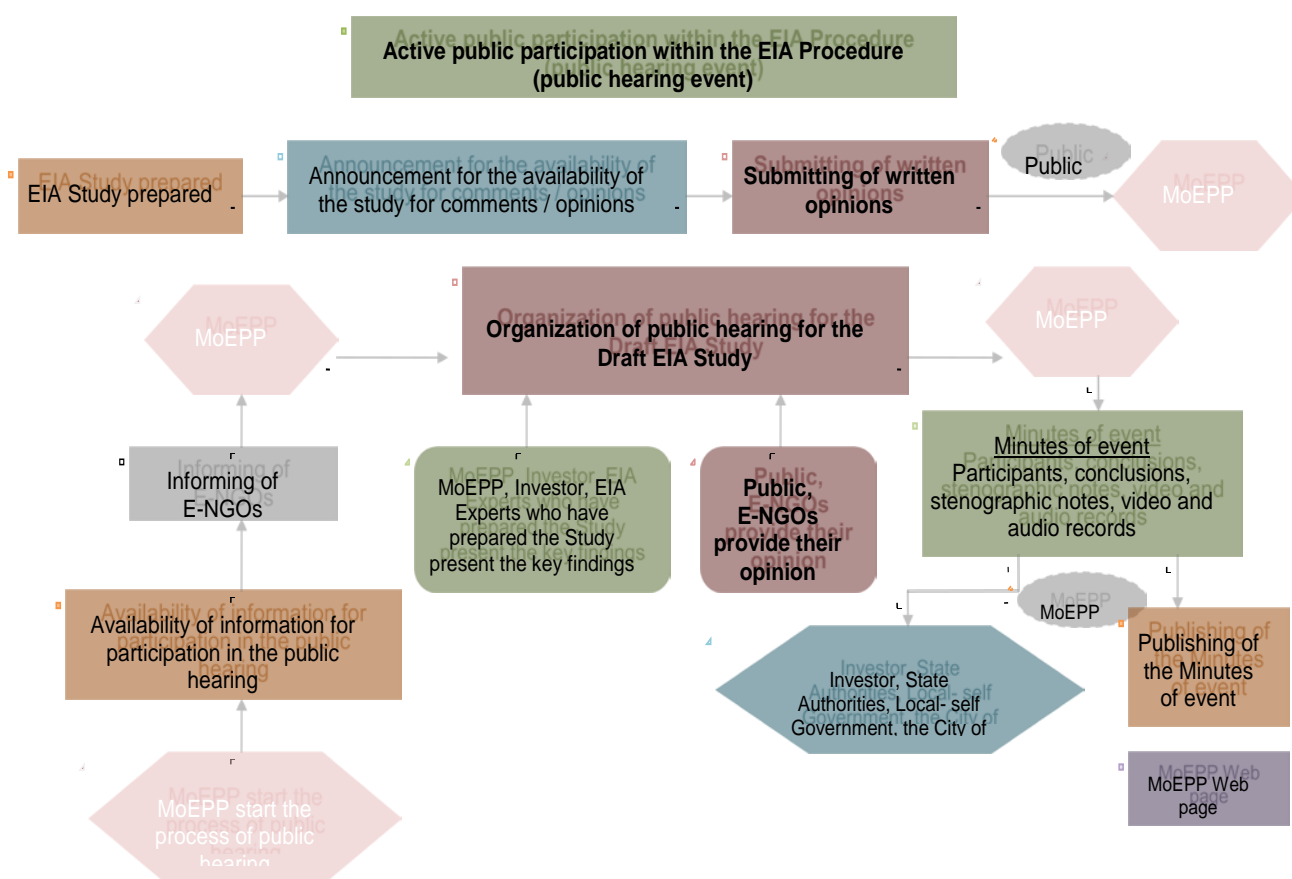 Active public participation within the EIA Procedure
(public hearing event)
EIA Study prepared
Announcement for the availability of
the study for comments / opinions
Submitting of written
opinions
Public
MoEPP
MoEPP
Organization of public hearing for the
Draft EIA Study
MoEPP
Informing of
E-NGOs
MoEPP, Investor, EIA
Experts who have
prepared the Study
present the key findings
Public,
E-NGOs
provide their
opinion
Minutes of event
Participants, conclusions,
stenographic notes, video and
audio records
Availability of information for
participation in the public
hearing
MoEPP
Investor, State
Authorities, Local- self
Government, the City of
Publishing of
the Minutes
of event
MoEPP start the
process of public
hearing
MoEPP Web
page